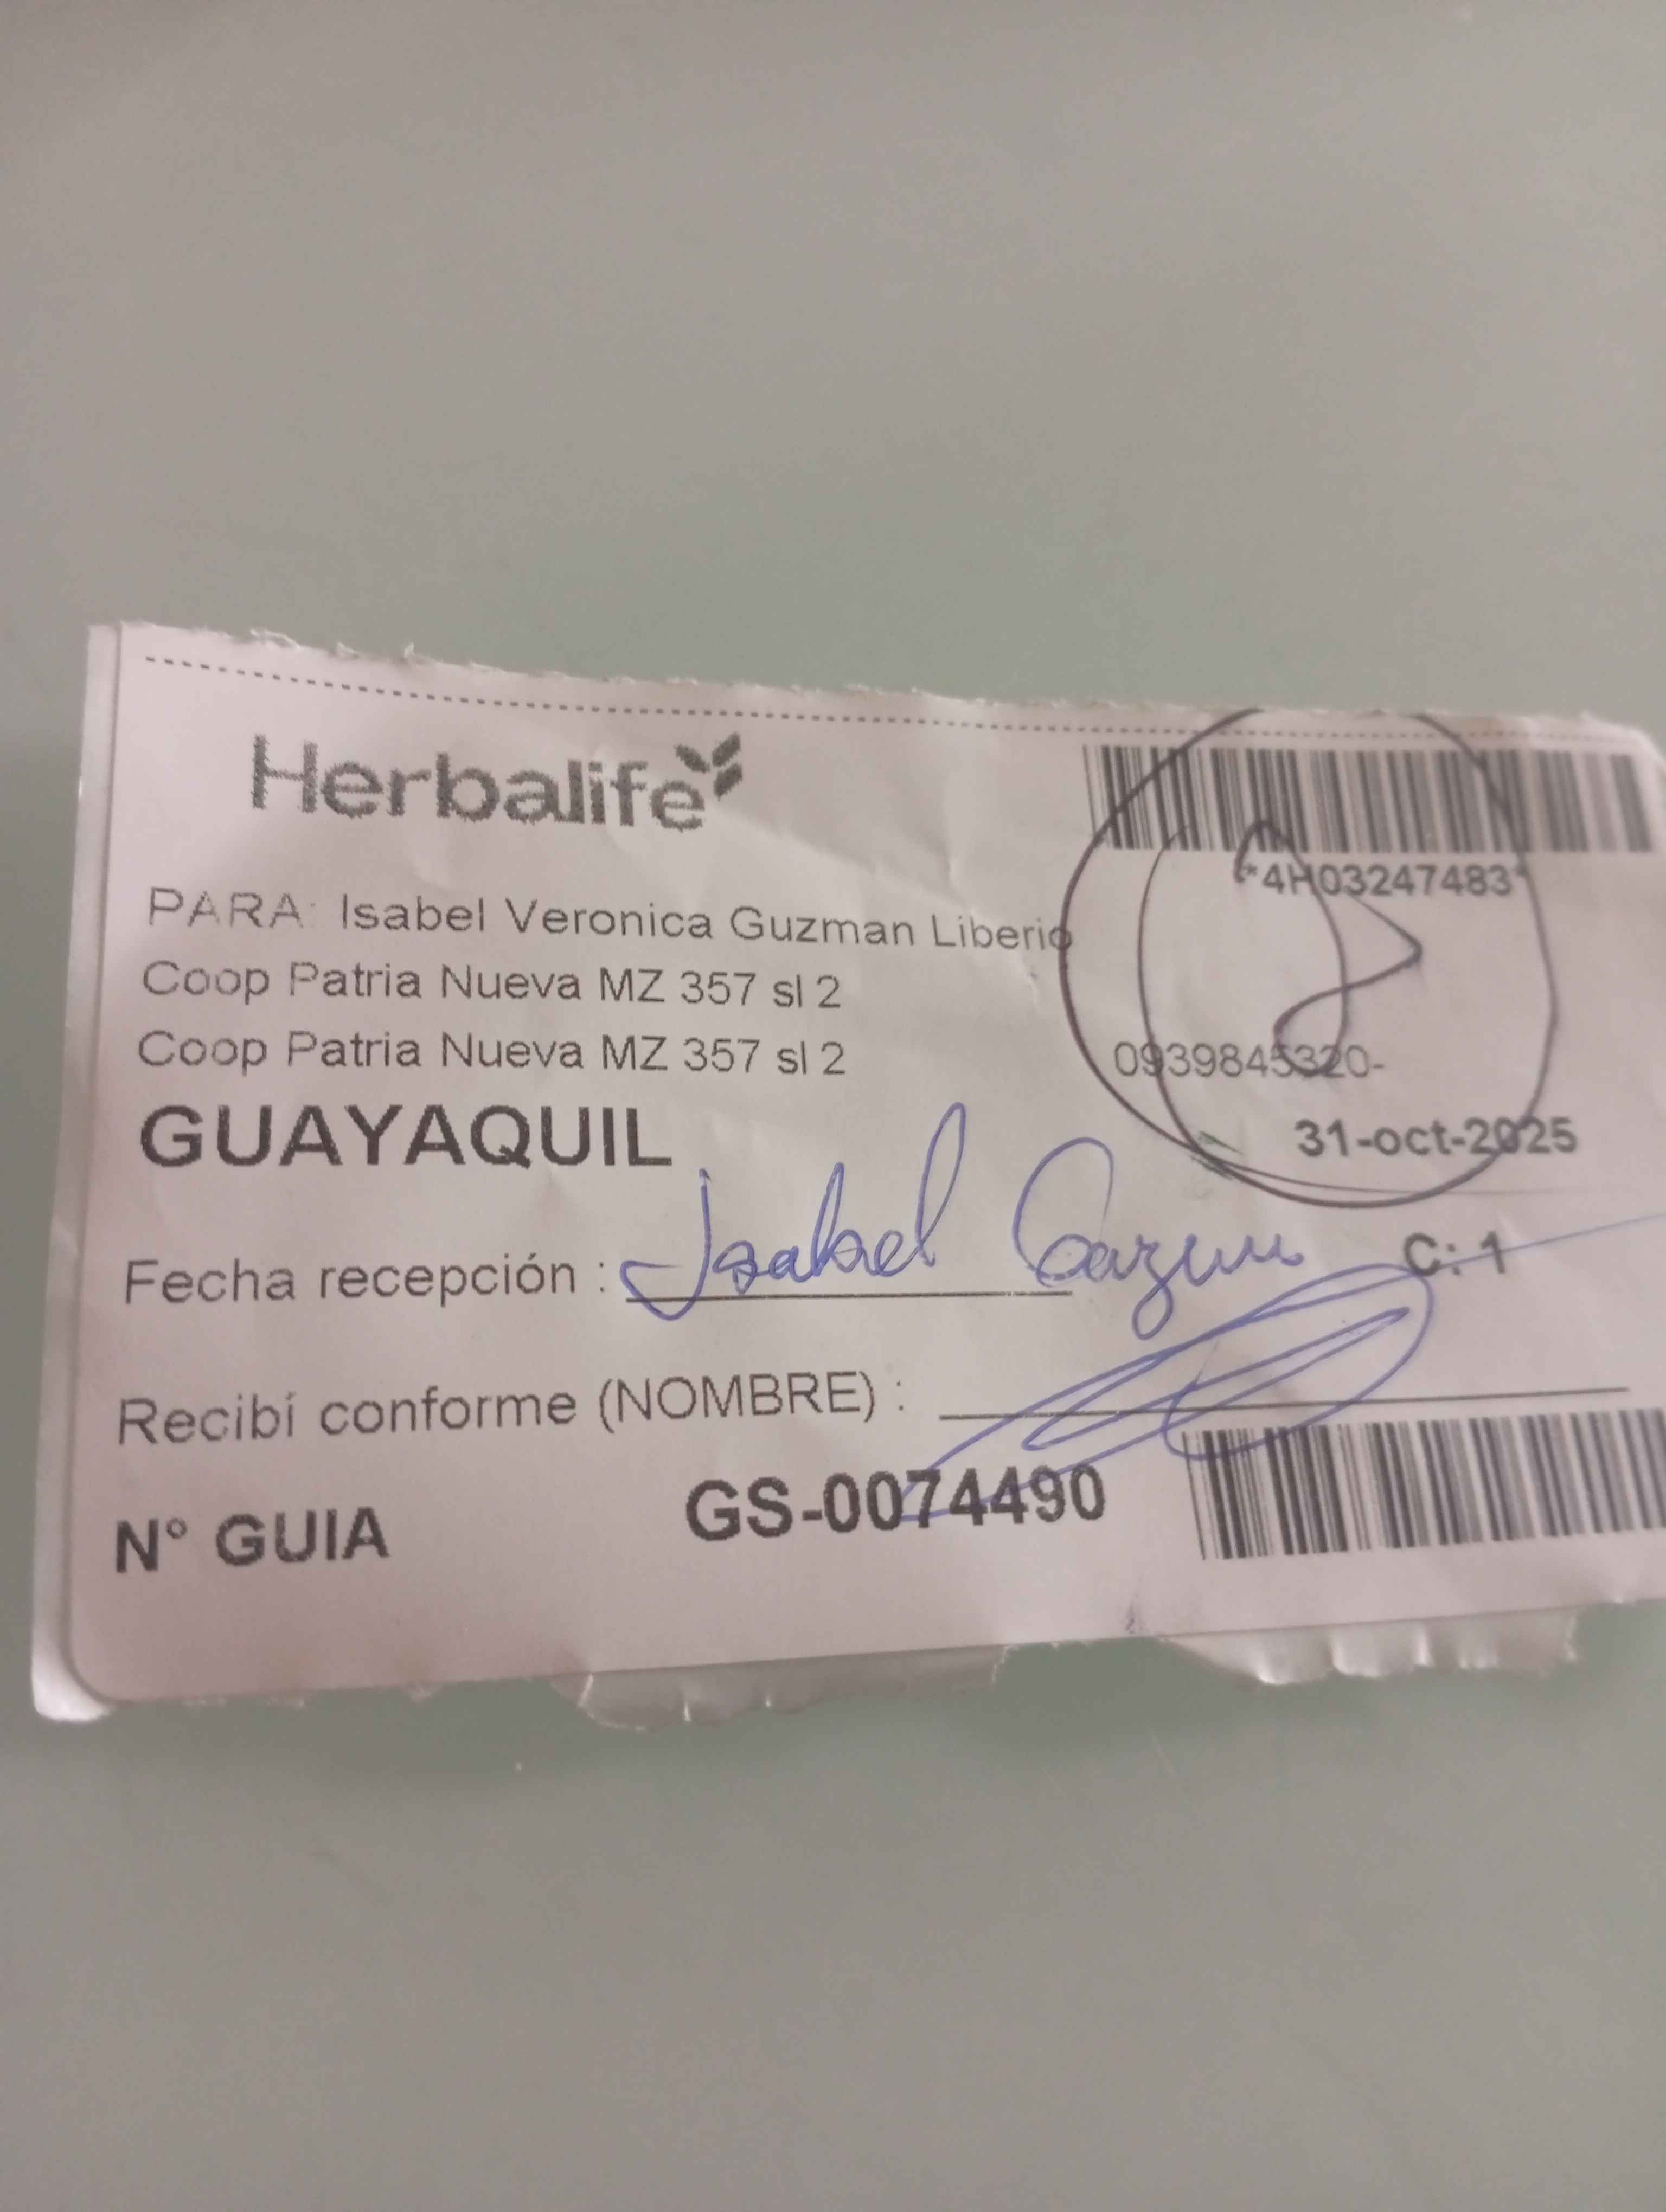 Herbalife
*4H03247483*
PARA: Isabel Veronica Guzman Liberio
Coop Patria Nueva MZ 357 sl 2
Coop Patria Nueva MZ 357 sl 2
0939845320-
GUAYAQUIL
31-oct-2025
Fecha recepción : Isabel Guzman
C: 1
Recibí conforme (NOMBRE) :
N° GUIA GS-0074490